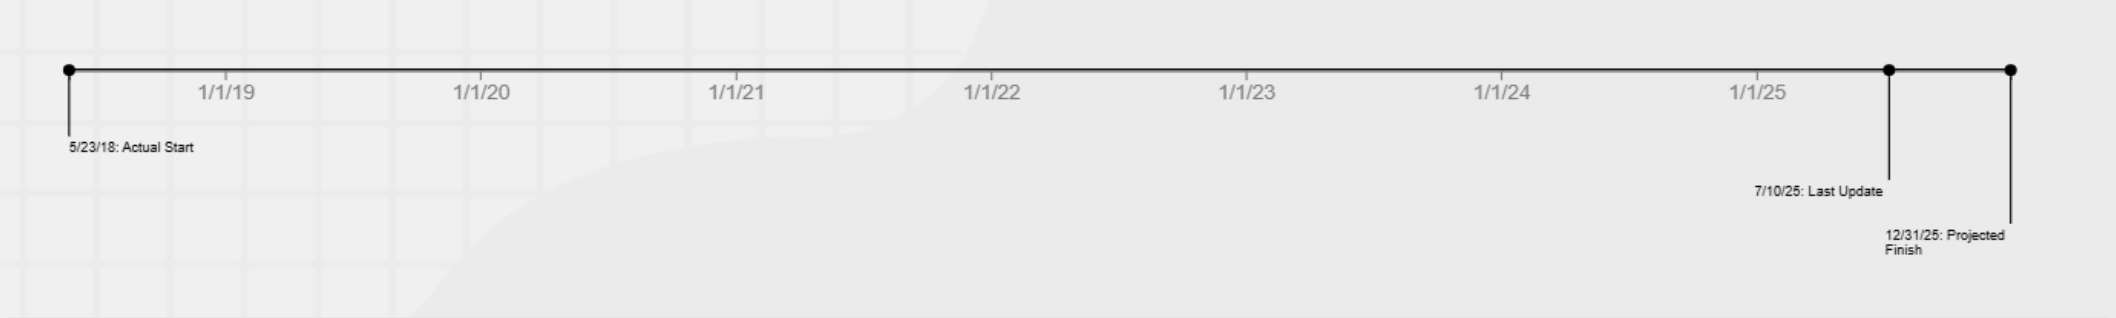 1/1/19 1/1/20 1/1/21 1/1/22 1/1/23 1/1/24 1/1/25
5/23/18: Actual Start
7/10/25: Last Update
12/31/25: Projected
Finish